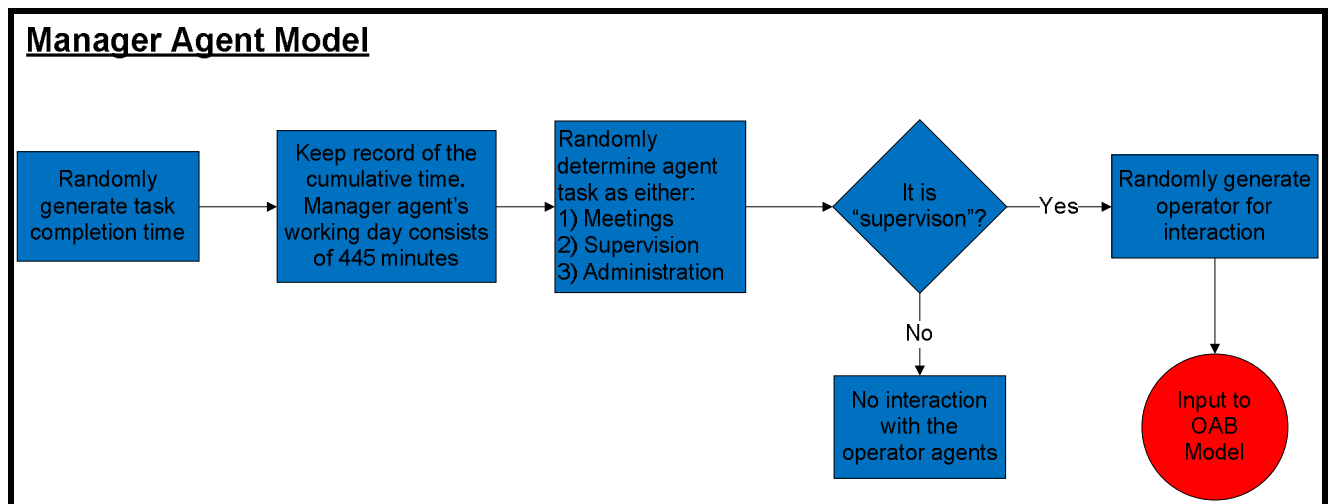 Manager Agent Model
Randomly
generate task
completion time
Keep record of the
cumulative time.
Manager agent’s
working day consists
of 445 minutes
Randomly
determine agent
task as either:
1) Meetings
2) Supervision
3) Administration
It is
“supervison”?
Yes
Randomly generate
operator for
interaction
No
No interaction
with the
operator agents
Input to
OAB
Model